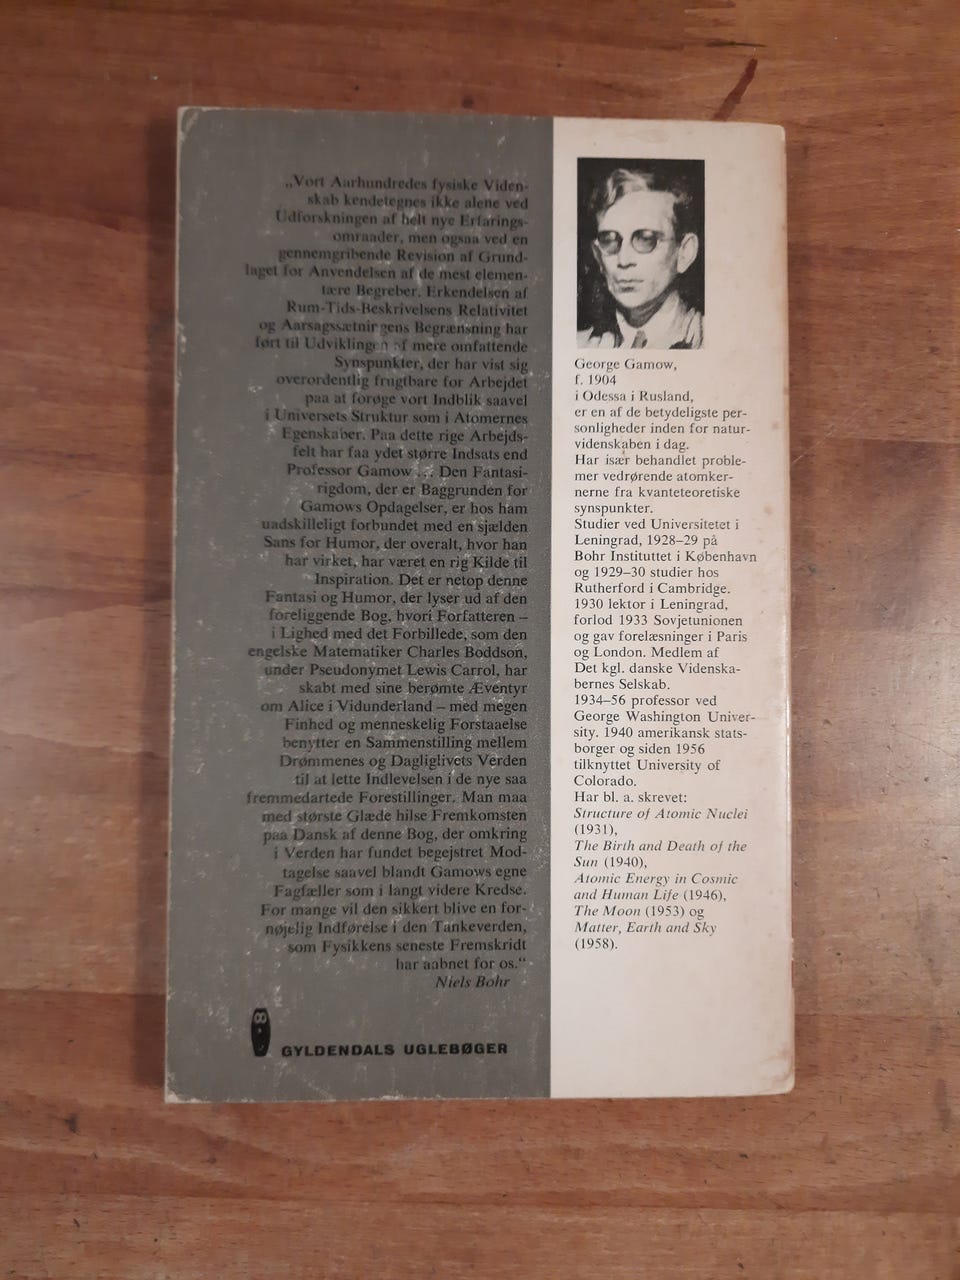 „Vort Aarhundredes fysiske Viden-
skab kendetegnes ikke alene ved
Udforskningen af helt nye Erfarings-
omraader, men ogsaa ved en
gennemgribende Revision af Grund-
laget for Anvendelsen af de mest elemen-
tære Begreber. Erkendelsen af
Rum-Tids-Beskrivelsens Relativitet
og Aarsagssætningens Begrænsning har
ført til Udviklingen af mere omfattende
Synspunkter, der har vist sig
overordentlig frugtbare for Arbejdet
paa at forøge vort Indblik saavel
i Universets Struktur som i Atomernes
Egenskaber. Paa dette rige Arbejds-
felt har faa ydet større Indsats end
Professor Gamow ... Den Fantasi-
rigdom, der er Baggrunden for
Gamows Opdagelser, er hos ham
uadskilleligt forbundet med en sjælden
Sans for Humor, der overalt, hvor han
har virket, har været en rig Kilde til
Inspiration. Det er netop denne
Fantasi og Humor, der lyser ud af den
foreliggende Bog, hvori Forfatteren –
i Lighed med det Forbillede, som den
engelske Matematiker Charles Boddson,
under Pseudonymet Lewis Carrol, har
skabt med sine berømte Æventyr
om Alice i Vidunderland – med megen
Finhed og menneskelig Forstaaelse
benytter en Sammenstilling mellem
Drømmenes og Dagliglivets Verden
til at lette Indlevelsen i de nye saa
fremmedartede Forestillinger. Man maa
med største Glæde hilse Fremkomsten
paa Dansk af denne Bog, der omkring
i Verden har fundet begejstret Mod-
tagelse saavel blandt Gamows egne
Fagfæller som i langt videre Kredse.
For mange vil den sikkert blive en for-
nøjelig Indførelse i den Tankeverden,
som Fysikkens seneste Fremskridt
har aabnet for os.“
Niels Bohr
GYLDENDALS UGLEBØGER
George Gamow,
f. 1904
i Odessa i Rusland,
er en af de betydeligste per-
sonligheder inden for natur-
videnskaben i dag.
Har især behandlet proble-
mer vedrørende atomker-
nerne fra kvanteteoretiske
synspunkter.
Studier ved Universitetet i
Leningrad, 1928–29 på
Bohr Instituttet i København
og 1929–30 studier hos
Rutherford i Cambridge.
1930 lektor i Leningrad,
forlod 1933 Sovjetunionen
og gav forelæsninger i Paris
og London. Medlem af
Det kgl. danske Videnska-
bernes Selskab.
1934–56 professor ved
George Washington Univer-
sity. 1940 amerikansk stats-
borger og siden 1956
tilknyttet University of
Colorado.
Har bl. a. skrevet:
Structure of Atomic Nuclei
(1931),
The Birth and Death of the
Sun (1940),
Atomic Energy in Cosmic
and Human Life (1946),
The Moon (1953) og
Matter, Earth and Sky
(1958).